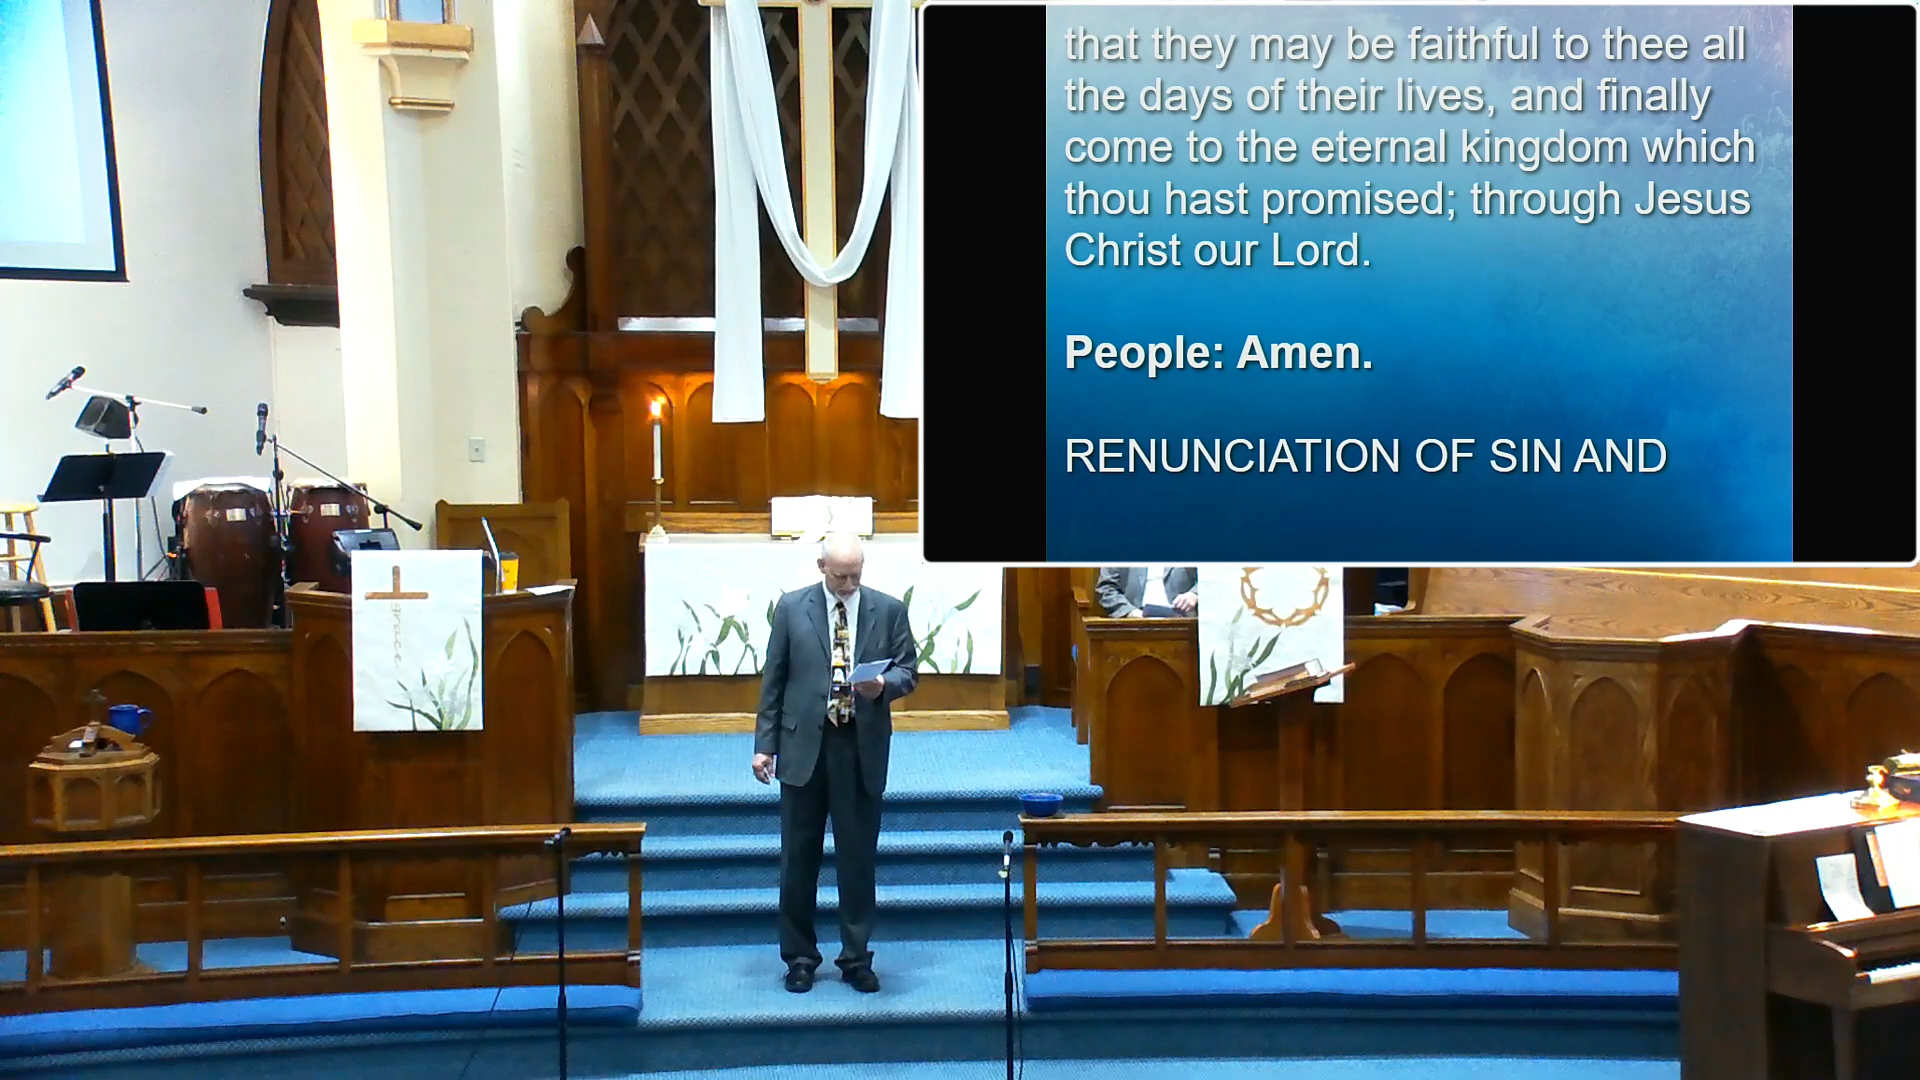 that they may be faithful to thee all
the days of their lives, and finally
come to the eternal kingdom which
thou hast promised; through Jesus
Christ our Lord.
People: Amen.
RENUNCIATION OF SIN AND
grace